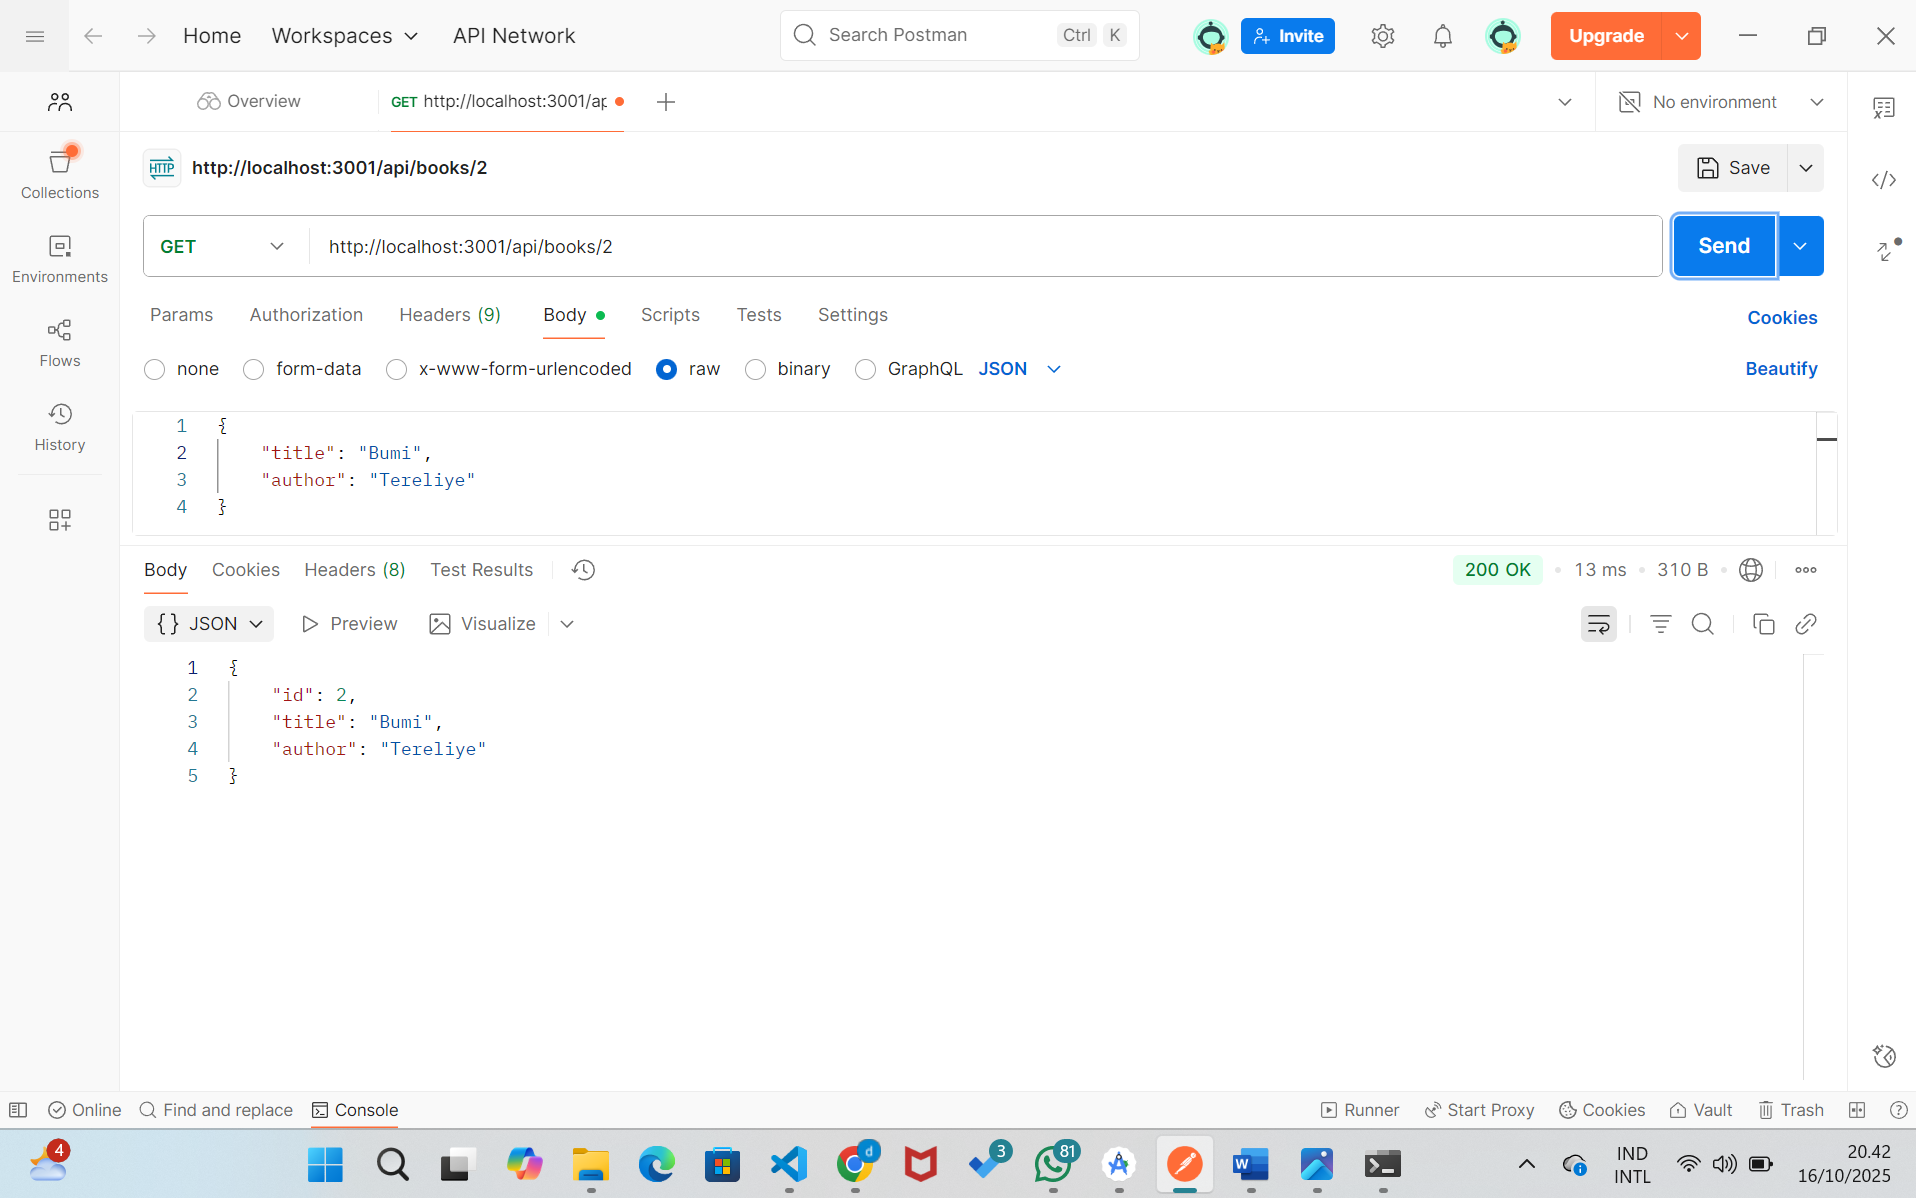 Home Workspaces API Network Search Postman Ctrl K Invite Upgrade
Overview GET http://localhost:3001/ap No environment
HTTP http://localhost:3001/api/books/2 Save
Collections
GET http://localhost:3001/api/books/2 Send
Environments
Params Authorization Headers (9) Body Scripts Tests Settings Cookies
Flows
none form-data x-www-form-urlencoded raw binary GraphQL JSON Beautify
History
1 {
2 "title": "Bumi",
3 "author": "Tereliye"
4 }
Body Cookies Headers (8) Test Results 200 OK • 13 ms • 310 B
{} JSON Preview Visualize
1 {
2 "id": 2,
3 "title": "Bumi",
4 "author": "Tereliye"
5 }
Online Find and replace Console Runner Start Proxy Cookies Vault Trash
4 d 3 81 W IND 20.42
INTL 16/10/2025